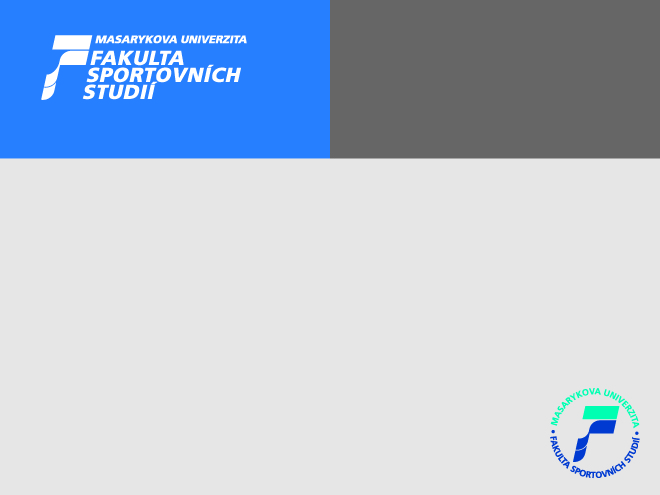 MASARYKOVA UNIVERZITA
FAKULTA
SPORTOVNÍCH
STUDIÍ
MASARYKOVA UNIVERZITA
• FAKULTA SPORTOVNÍCH STUDIÍ •